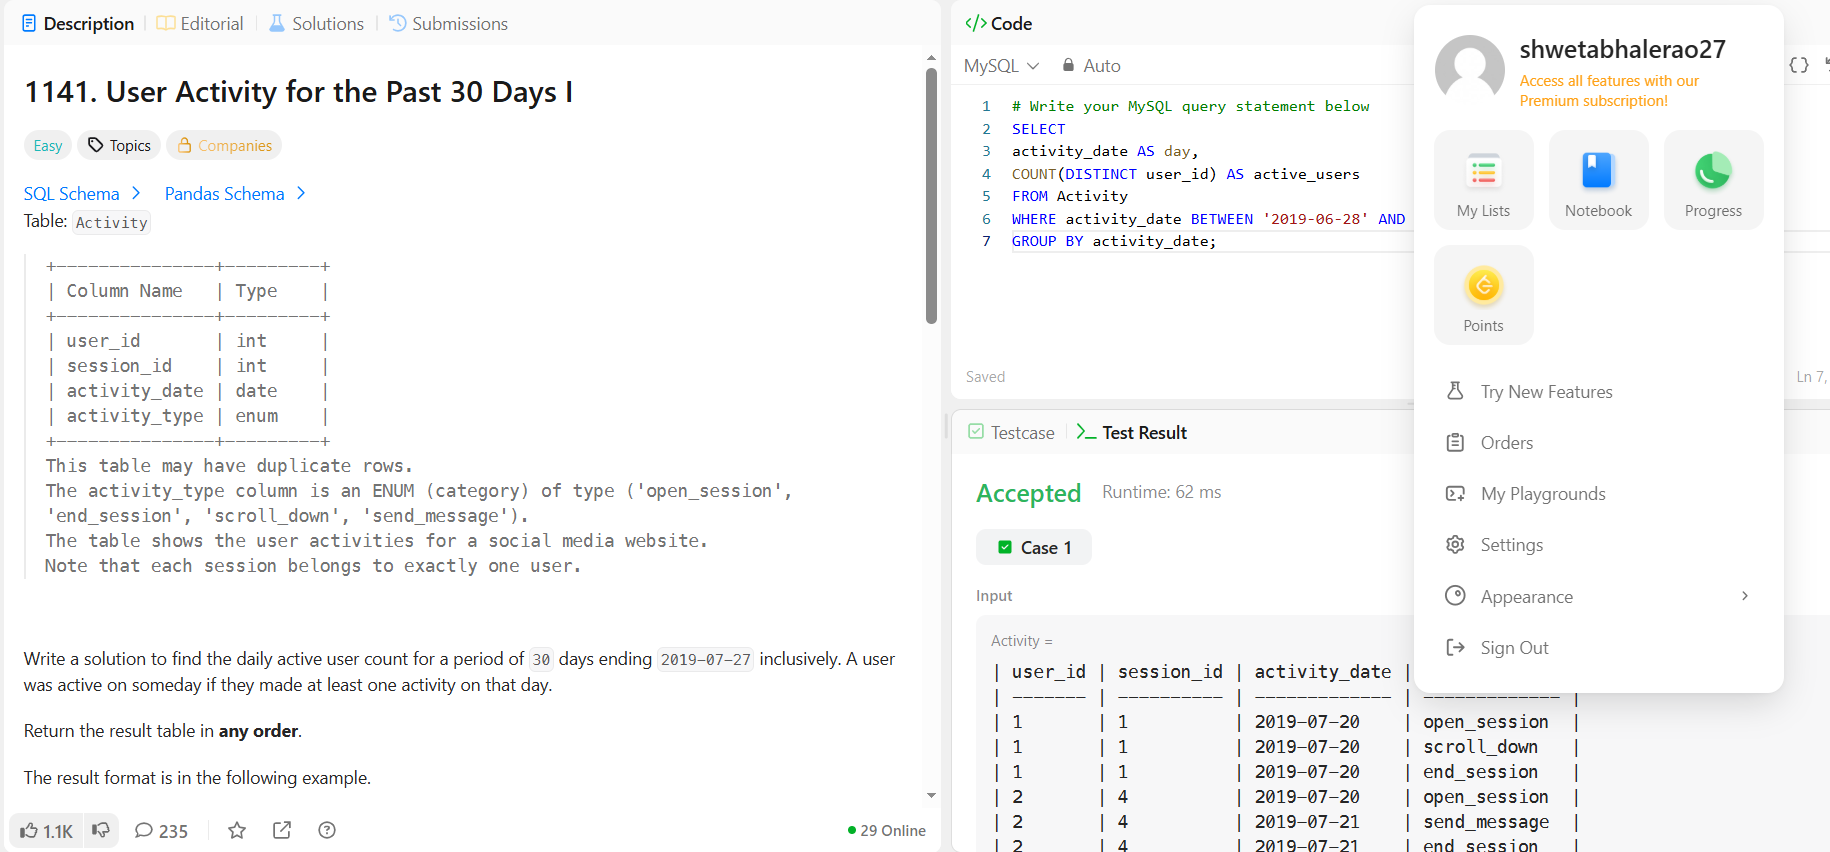 Description
Editorial
Solutions
Submissions
1141. User Activity for the Past 30 Days I
Easy
Topics
Companies
SQL Schema
Pandas Schema
Table: Activity
+---------------+---------+
| Column Name   | Type    |
+---------------+---------+
| user_id       | int     |
| session_id    | int     |
| activity_date | date    |
| activity_type | enum    |
+---------------+---------+
This table may have duplicate rows.
The activity_type column is an ENUM (category) of type ('open_session',
'end_session', 'scroll_down', 'send_message').
The table shows the user activities for a social media website.
Note that each session belongs to exactly one user.
Write a solution to find the daily active user count for a period of 30 days ending 2019-07-27 inclusively. A user
was active on someday if they made at least one activity on that day.
Return the result table in any order.
The result format is in the following example.
1.1K
235
29 Online
</> Code
MySQL
Auto
{}
1 # Write your MySQL query statement below
2 SELECT
3 activity_date AS day,
4 COUNT(DISTINCT user_id) AS active_users
5 FROM Activity
6 WHERE activity_date BETWEEN '2019-06-28' AND
7 GROUP BY activity_date;
Saved
Ln 7,
Testcase
Test Result
Accepted
Runtime: 62 ms
Case 1
Input
Activity =
| user_id | session_id | activity_date |
| ------- | ---------- | ------------- | ------------- |
| 1       | 1          | 2019-07-20    | open_session  |
| 1       | 1          | 2019-07-20    | scroll_down   |
| 1       | 1          | 2019-07-20    | end_session   |
| 2       | 4          | 2019-07-20    | open_session  |
| 2       | 4          | 2019-07-21    | send_message  |
| 2       | 4          | 2019-07-21    | end_session   |
shwetabhalerao27
Access all features with our
Premium subscription!
My Lists
Notebook
Progress
Points
Try New Features
Orders
My Playgrounds
Settings
Appearance
Sign Out